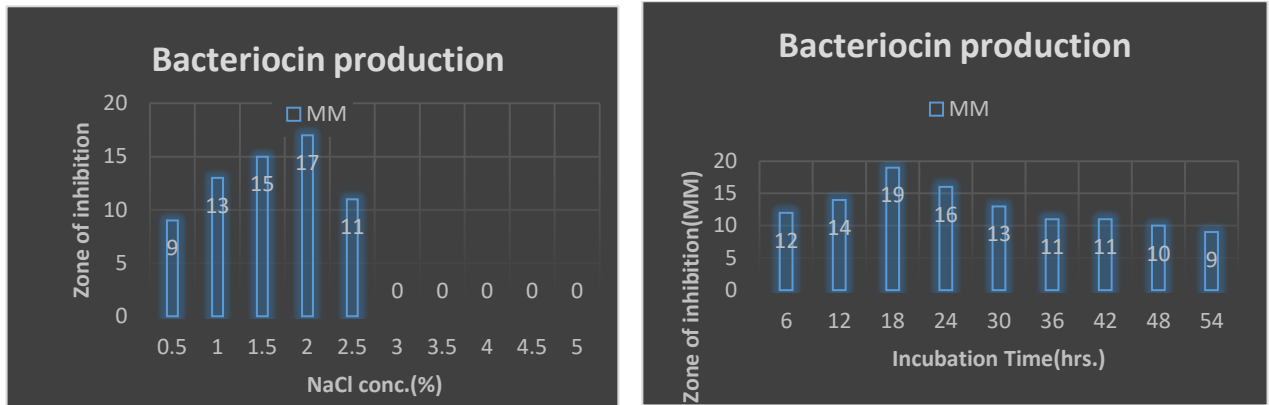 Bacteriocin production
MM
Zone of inhibition
20
15
10
5
0
9
13
15
17
11
0
0
0
0
0
0.5 1 1.5 2 2.5 3 3.5 4 4.5 5
NaCl conc.(%)
Bacteriocin production
MM
Zone of inhibition(MM)
20
15
10
5
0
12
14
19
16
13
11
11
10
9
6 12 18 24 30 36 42 48 54
Incubation Time(hrs.)